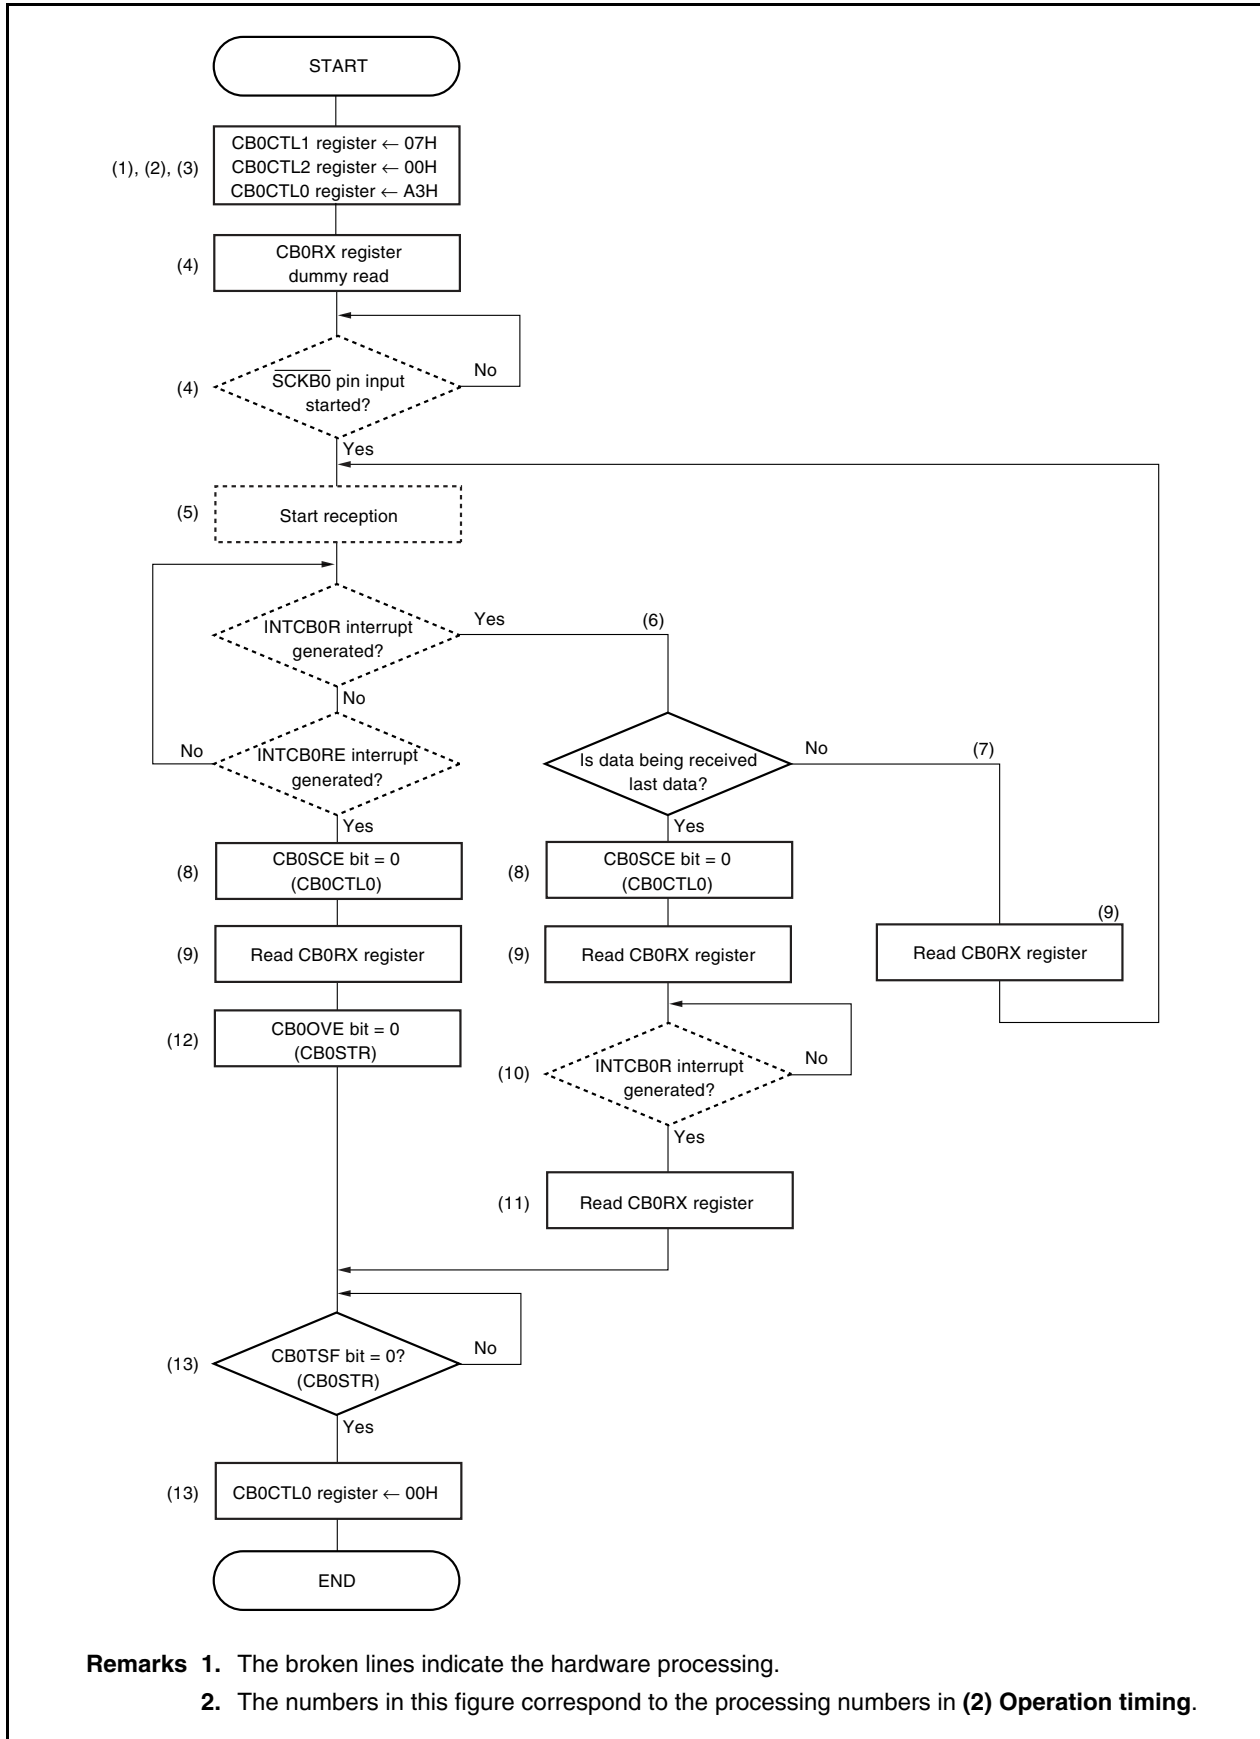 START
(1), (2), (3)
CB0CTL1 register ← 07H
CB0CTL2 register ← 00H
CB0CTL0 register ← A3H
(4)
CB0RX register
dummy read
(4)
SCKB0 pin input
started?
No
Yes
(5)
Start reception
INTCB0R interrupt
generated?
Yes
(6)
No
No
INTCB0RE interrupt
generated?
Yes
Is data being received
last data?
No
(7)
Yes
(8)
CB0SCE bit = 0
(CB0CTL0)
(8)
CB0SCE bit = 0
(CB0CTL0)
(9)
(9)
Read CB0RX register
(9)
Read CB0RX register
Read CB0RX register
(12)
CB0OVE bit = 0
(CB0STR)
(10)
INTCB0R interrupt
generated?
No
Yes
(11)
Read CB0RX register
(13)
CB0TSF bit = 0?
(CB0STR)
No
Yes
(13)
CB0CTL0 register ← 00H
END
Remarks 1. The broken lines indicate the hardware processing.
2. The numbers in this figure correspond to the processing numbers in (2) Operation timing.